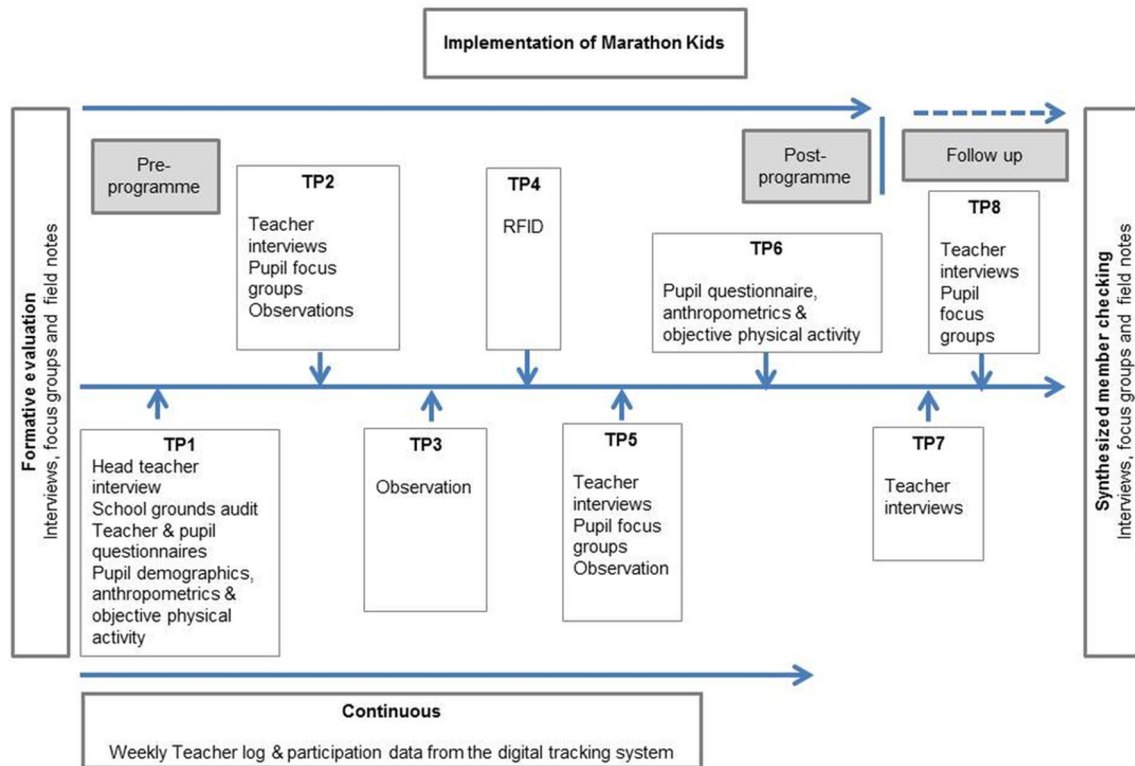 Implementation of Marathon Kids
Formative evaluation
Interviews, focus groups and field notes
Pre-
programme
TP2
Teacher
interviews
Pupil focus
groups
Observations
TP4
RFID
Post-
programme
TP6
Pupil questionnaire,
anthropometrics &
objective physical activity
Follow up
TP8
Teacher
interviews
Pupil
focus
groups
TP1
Head teacher
interview
School grounds audit
Teacher & pupil
questionnaires
Pupil demographics,
anthropometrics &
objective physical
activity
TP3
Observation
TP5
Teacher
interviews
Pupil focus
groups
Observation
TP7
Teacher
interviews
Synthesized member checking
Interviews, focus groups and field notes
Continuous
Weekly Teacher log & participation data from the digital tracking system